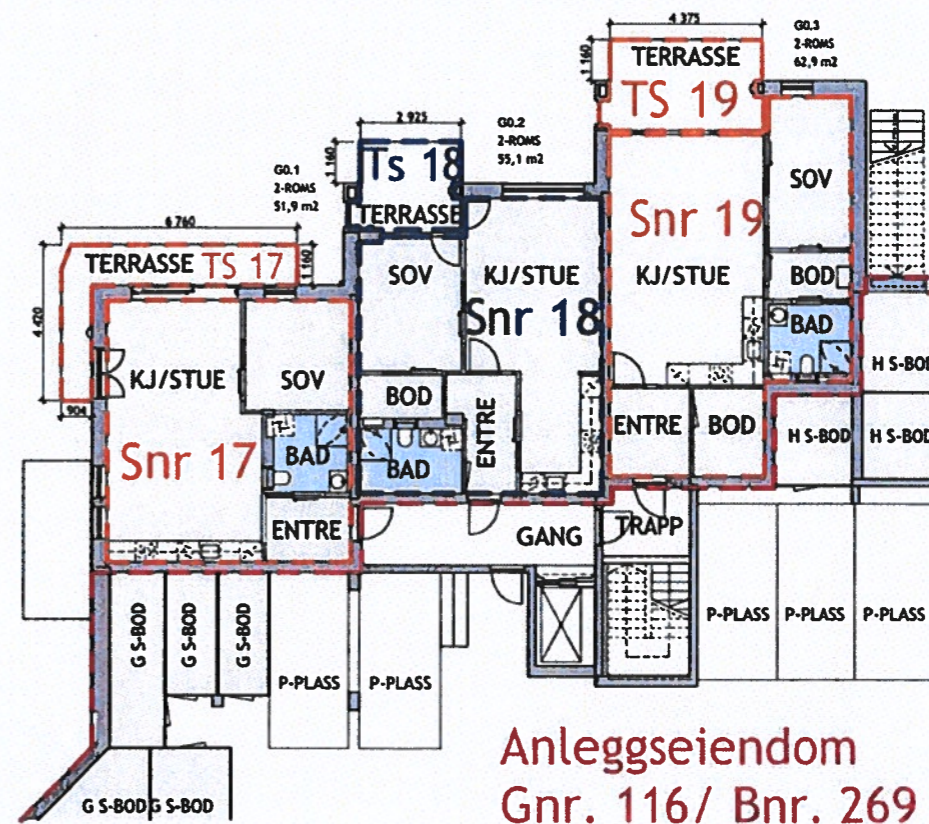 4 375
G0.3
2-ROMS
62,9 m2
1 160
TERRASSE
TS 19
2 925
G0.2
2-ROMS
55,1 m2
1 160
Ts 18
TERRASSE
G0.1
2-ROMS
51,9 m2
6 760
TERRASSE TS 17
1 160
4 420
904
SOV
Snr 19
KJ/STUE
BOD
BAD
SOV
KJ/STUE
Snr 18
KJ/STUE
SOV
BOD
ENTRE
BAD
Snr 17
BAD
ENTRE
ENTRE
BOD
H S-BOD
H S-BOD
H S-BOD
GANG
TRAPP
G S-BOD
G S-BOD
G S-BOD
P-PLASS
P-PLASS
P-PLASS
P-PLASS
P-PLASS
G S-BOD
G S-BOD
Anleggseiendom
Gnr. 116/ Bnr. 269